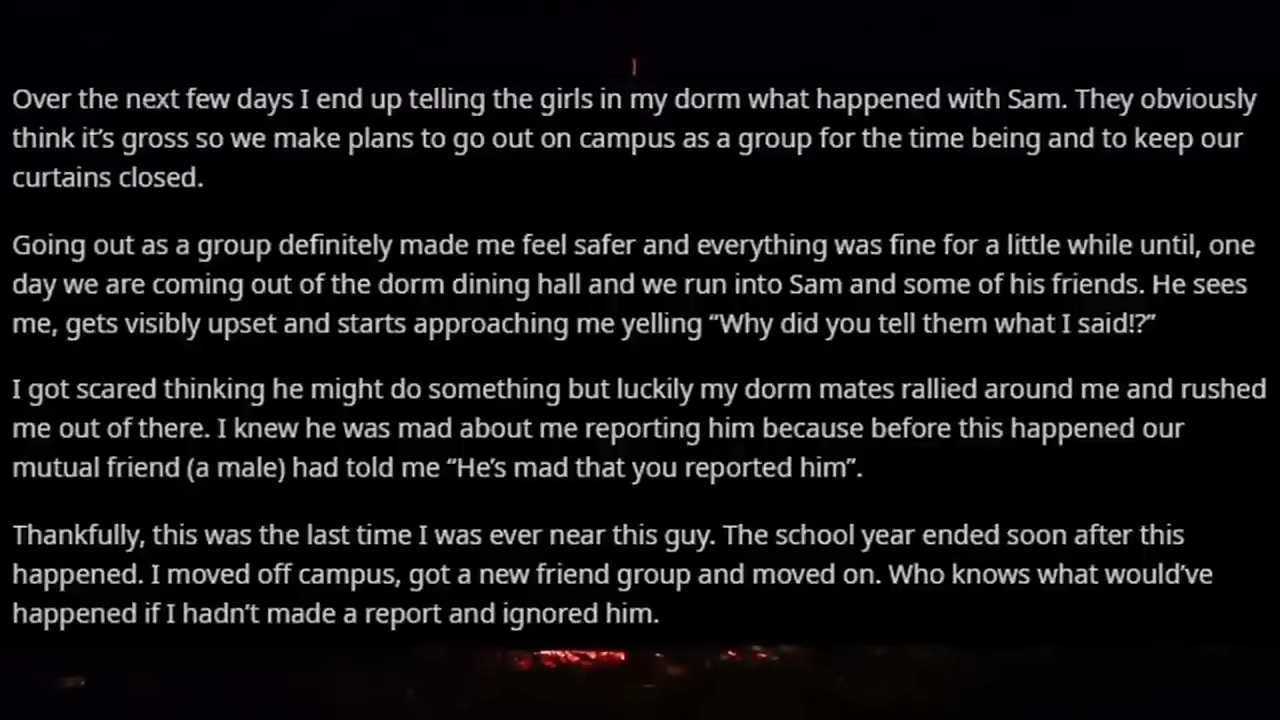 Over the next few days I end up telling the girls in my dorm what happened with Sam. They obviously
think it’s gross so we make plans to go out on campus as a group for the time being and to keep our
curtains closed.
Going out as a group definitely made me feel safer and everything was fine for a little while until, one
day we are coming out of the dorm dining hall and we run into Sam and some of his friends. He sees
me, gets visibly upset and starts approaching me yelling “Why did you tell them what I said!?”
I got scared thinking he might do something but luckily my dorm mates rallied around me and rushed
me out of there. I knew he was mad about me reporting him because before this happened our
mutual friend (a male) had told me “He’s mad that you reported him”.
Thankfully, this was the last time I was ever near this guy. The school year ended soon after this
happened. I moved off campus, got a new friend group and moved on. Who knows what would’ve
happened if I hadn’t made a report and ignored him.